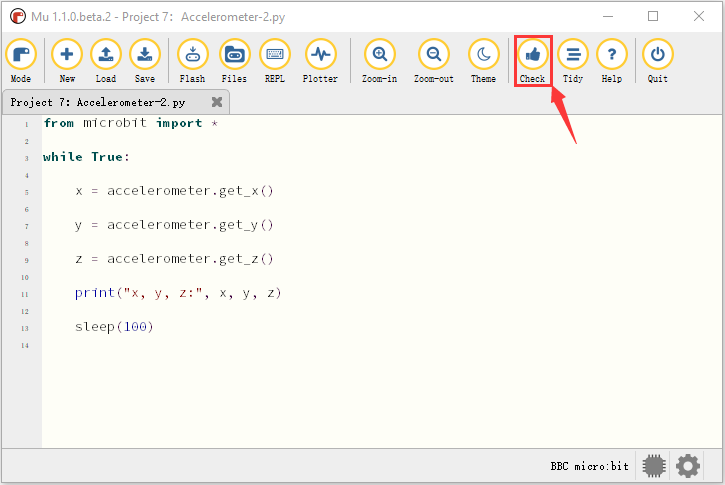 Mu 1.1.0.beta.2 - Project 7: Accelerometer-2.py
Mode New Load Save Flash Files REPL Plotter Zoom-in Zoom-out Theme Check Tidy Help Quit
Project 7: Accelerometer-2.py
1 from microbit import *
2
3 while True:
4
5 x = accelerometer.get_x()
6
7 y = accelerometer.get_y()
8
9 z = accelerometer.get_z()
10
11 print("x, y, z:", x, y, z)
12
13 sleep(100)
14
BBC micro:bit